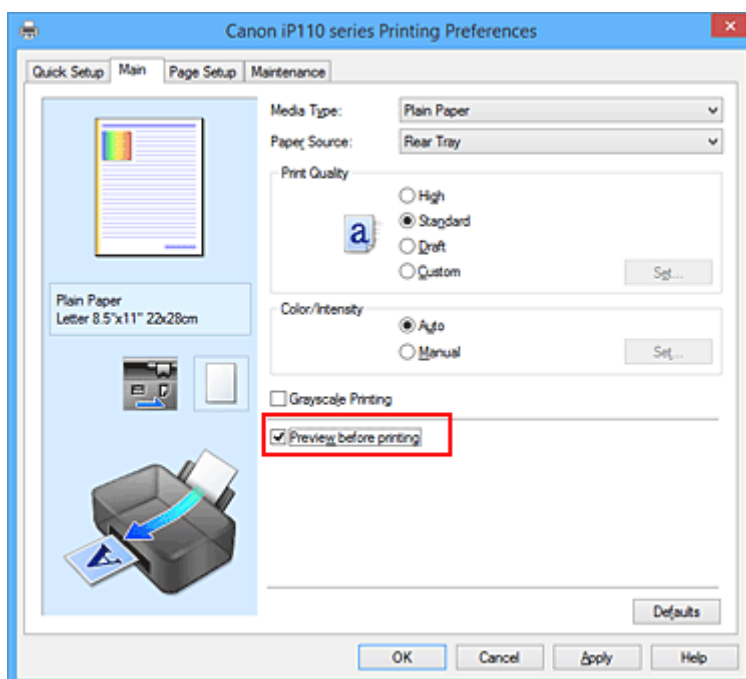 Canon iP110 series Printing Preferences
Quick Setup Main Page Setup Maintenance
Media Type: Plain Paper
Paper Source: Rear Tray
Print Quality
High
a
Standard
Draft
Custom Set...
Plain Paper
Letter 8.5"x11" 22x28cm
Color/Intensity
Auto
Manual Set...
Grayscale Printing
Preview before printing
A
Defaults
OK Cancel Apply Help